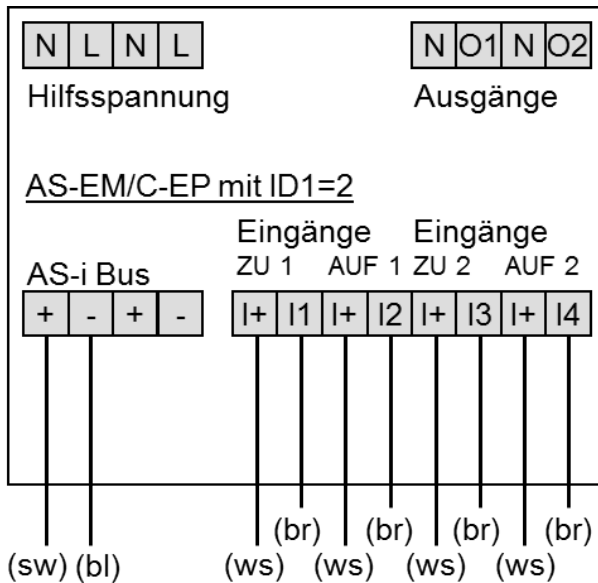 N L N L N O1 N O2
Hilfsspannung Ausgänge
AS-EM/C-EP mit ID1=2
Eingänge Eingänge
ZU 1 AUF 1 ZU 2 AUF 2
AS-i Bus
+ - + - I+ I1 I+ I2 I+ I3 I+ I4
(br) (br) (br) (br)
(sw) (bl) (ws) (ws) (ws) (ws)